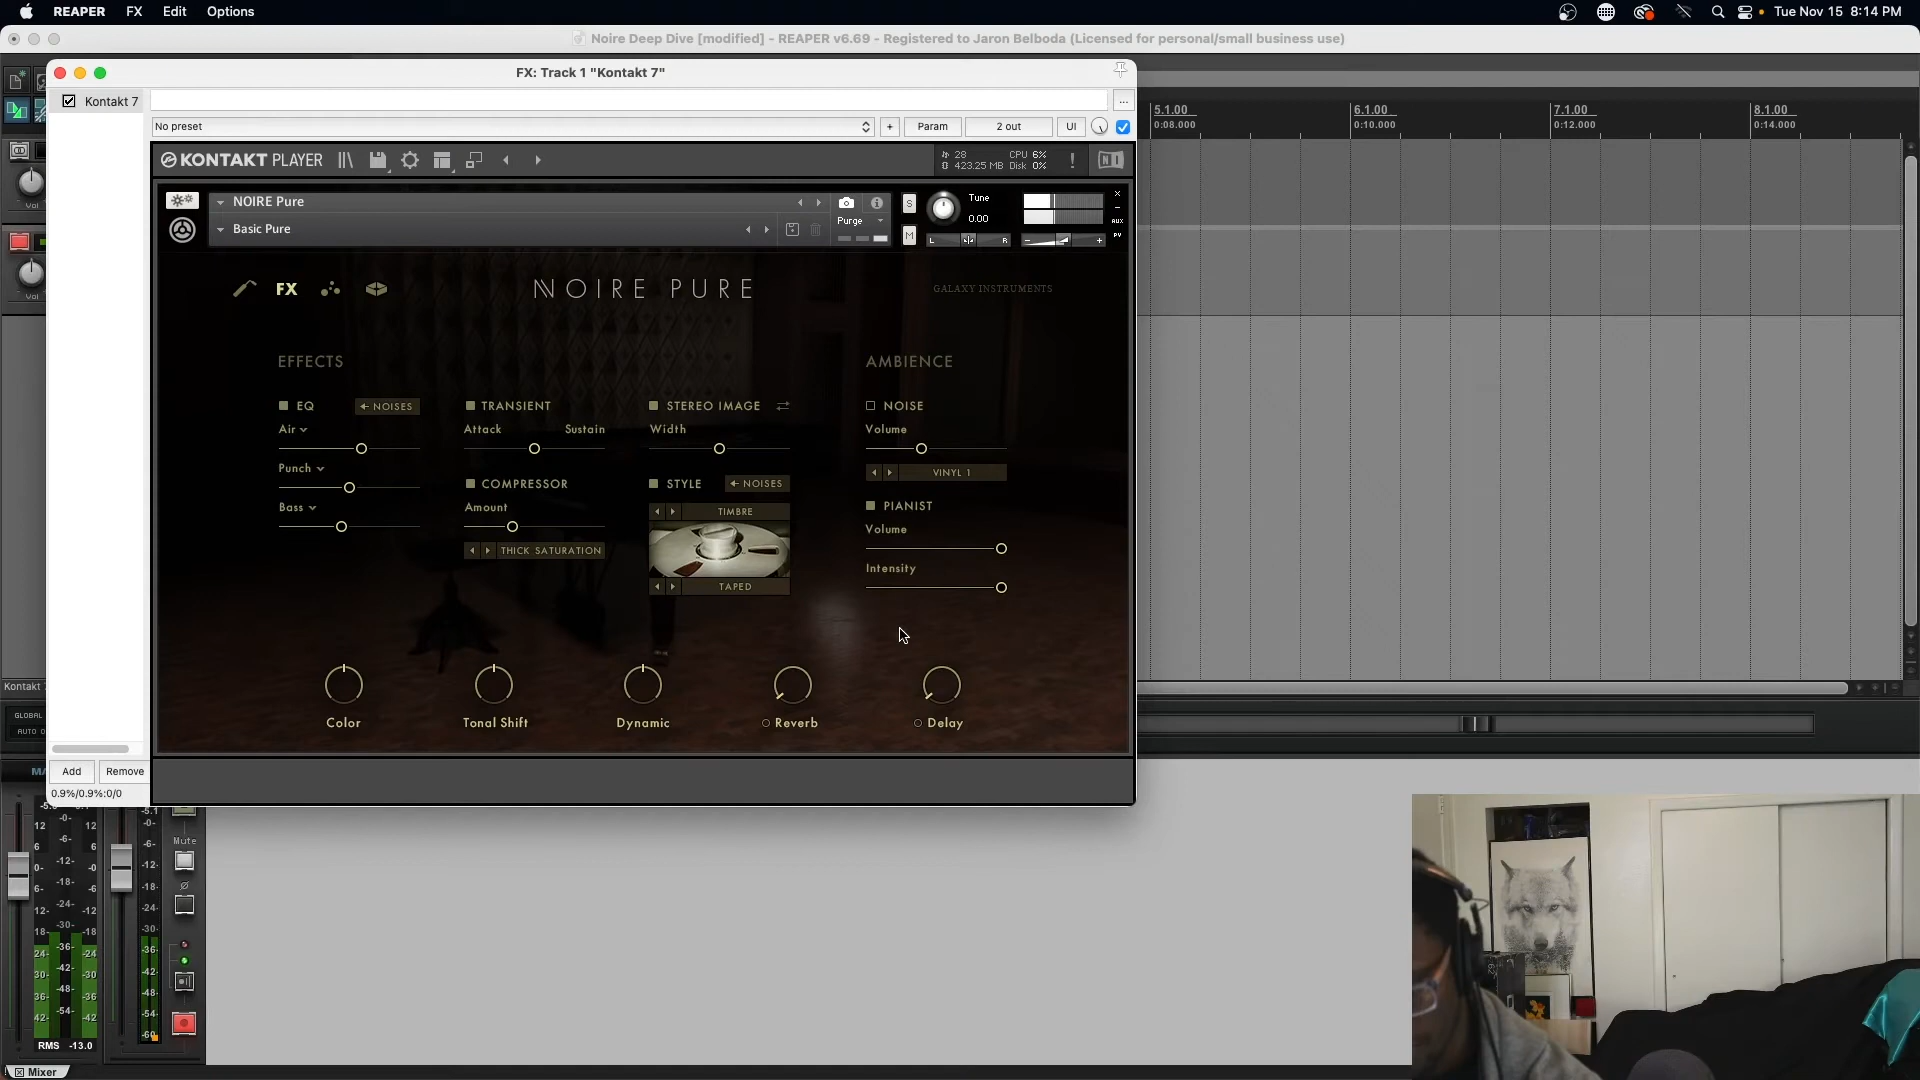 REAPER FX Edit Options Tue Nov 15 8:14 PM
Noire Deep Dive [modified] - REAPER v6.69 - Registered to Jaron Belboda (Licensed for personal/small business use)
FX: Track 1 "Kontakt 7"
Kontakt 7 ...
No preset + Param 2 out UI
5.1.00 6.1.00 7.1.00 8.1.00
0:08.000 0:10.000 0:12.000 0:14.000
KONTAKT PLAYER 28 CPU 6% !
423.25 MB Disk 0%
NOIRE Pure S Tune
Purge 0.00 AUX
Basic Pure M L R - + PV
FX NOIRE PURE GALAXY INSTRUMENTS
EFFECTS AMBIENCE
EQ NOISES TRANSIENT STEREO IMAGE NOISE
Air Attack Sustain Width Volume
Punch VINYL 1
COMPRESSOR STYLE NOISES PIANIST
Bass Amount TIMBRE Volume
THICK SATURATION Intensity
TAPED
Color Tonal Shift Dynamic Reverb Delay
Vol
Vol
Kontakt
GLOBAL
AUTO
Add Remove
0.9%/0.9%:0/0
Mute
RMS -13.0
Mixer